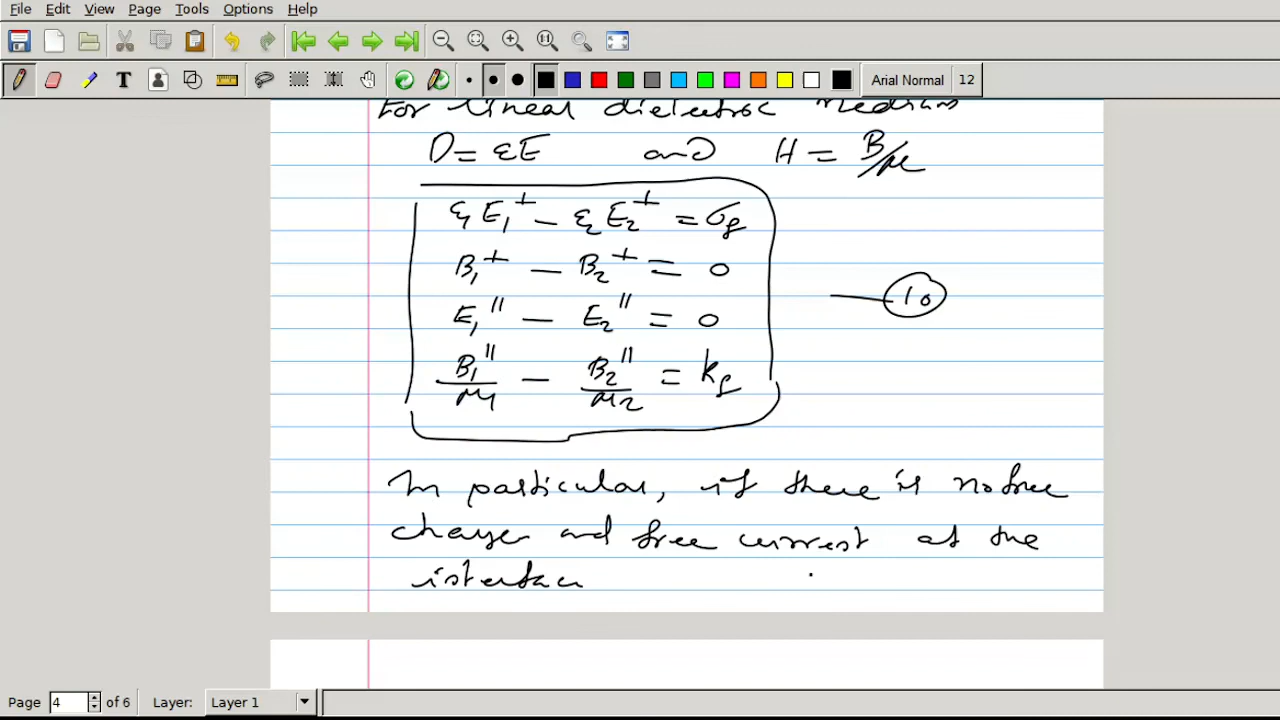 File Edit View Page Tools Options Help
Arial Normal 12
For linear dielectric medium
D = εE and H = B/μ
ε₁E₁^⊥ − ε₂E₂^⊥ = σf
B₁^⊥ − B₂^⊥ = 0
E₁^∥ − E₂^∥ = 0
B₁^∥/μ₁ − B₂^∥/μ₂ = kf
10
In particular, if there is no free
charge and free current at the
interface
Page 4 of 6 Layer: Layer 1